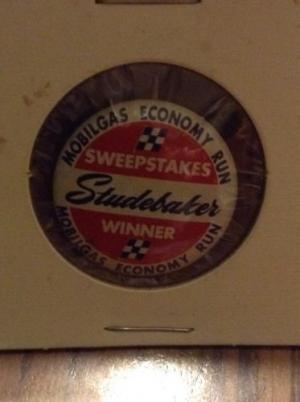 MOBILGAS ECONOMY RUN
SWEEPSTAKES
Studebaker
WINNER
MOBILGAS ECONOMY RUN